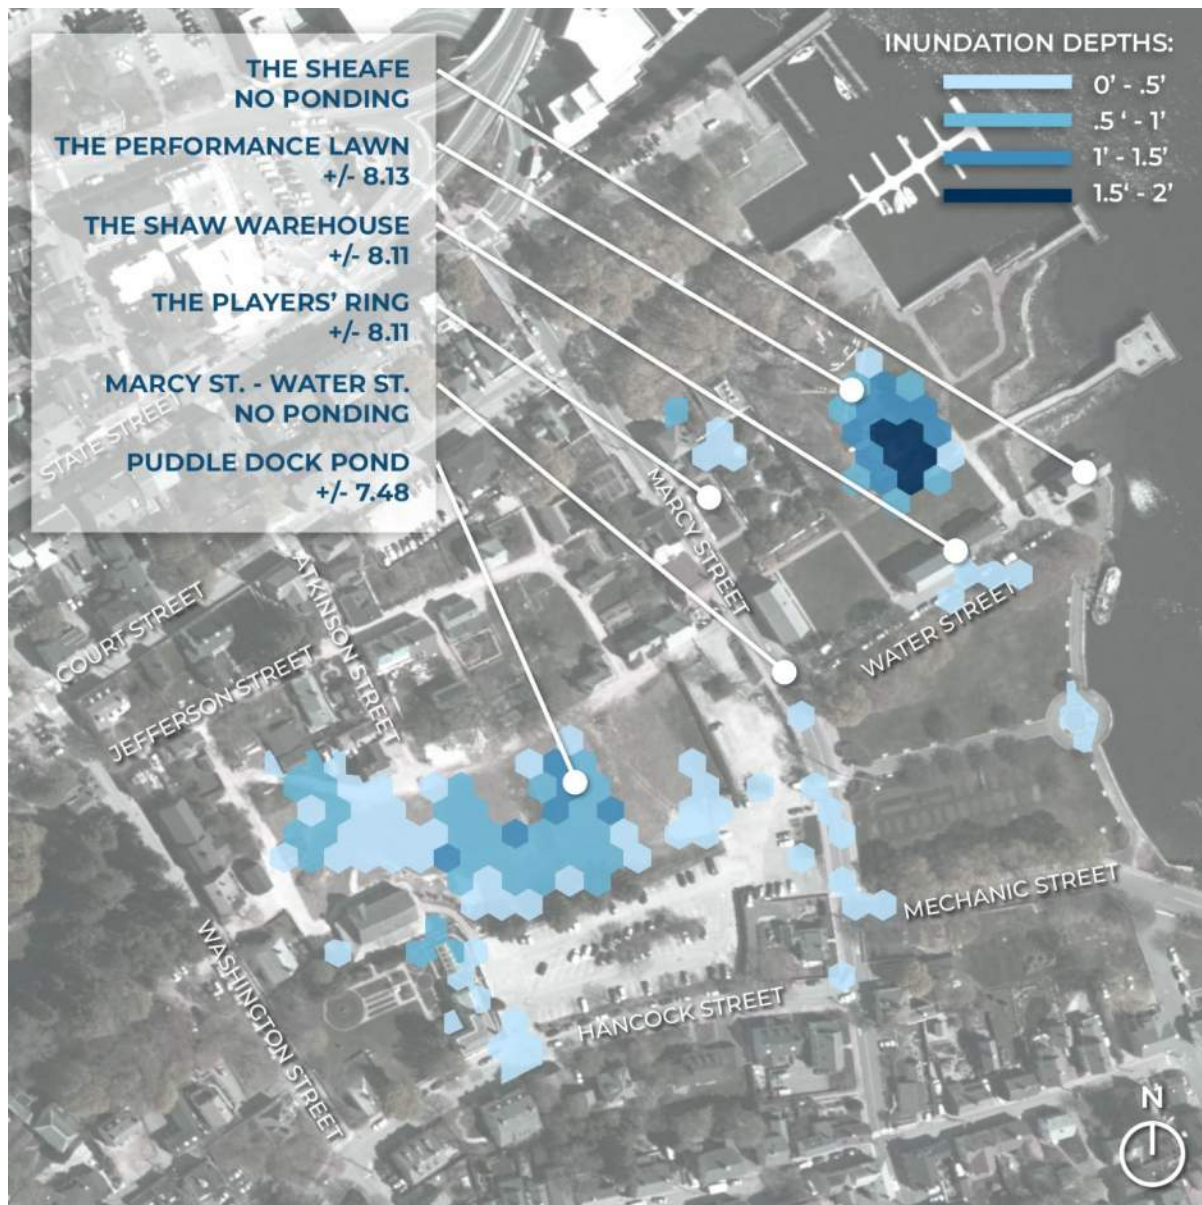 THE SHEAFE
NO PONDING
THE PERFORMANCE LAWN
+/- 8.13
THE SHAW WAREHOUSE
+/- 8.11
THE PLAYERS’ RING
+/- 8.11
MARCY ST. - WATER ST.
NO PONDING
PUDDLE DOCK POND
+/- 7.48
INUNDATION DEPTHS:
0’ - .5’
.5 ‘ - 1’
1’ - 1.5’
1.5‘ - 2’
STATE STREET
MARCY STREET
COURT STREET
ATKINSON STREET
JEFFERSON STREET
WATER STREET
MECHANIC STREET
WASHINGTON STREET
HANCOCK STREET
N